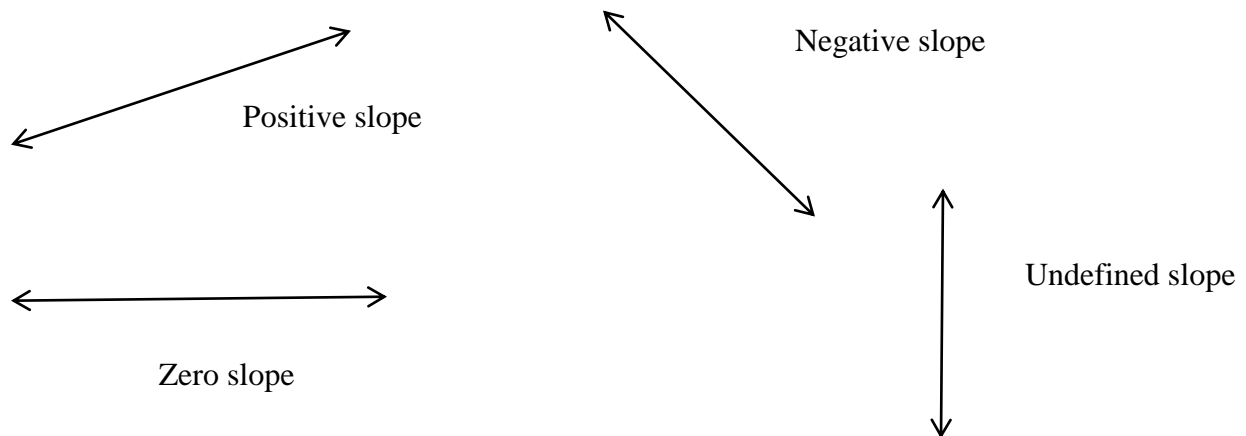 Negative slope
Positive slope
Undefined slope
Zero slope